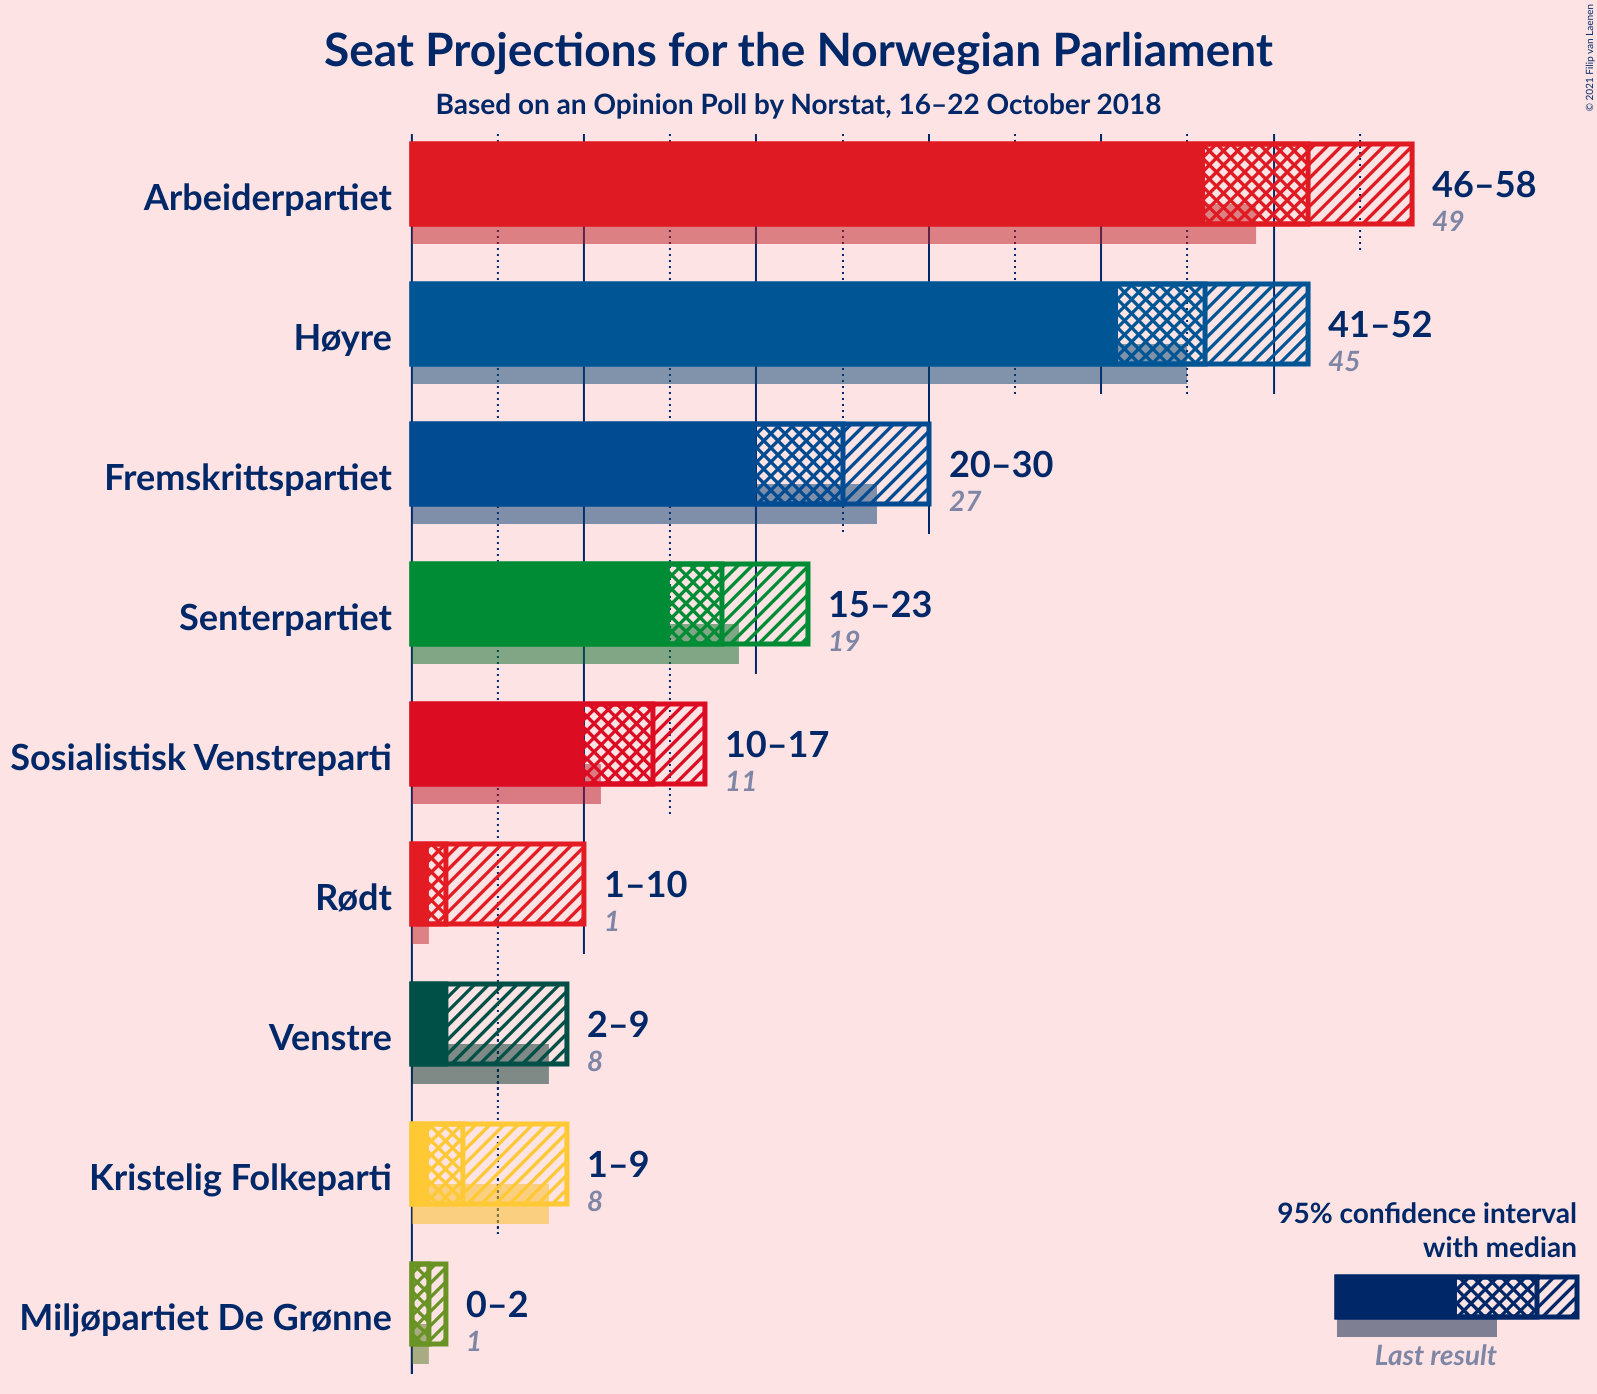 Seat Projections for the Norwegian Parliament
Based on an Opinion Poll by Norstat, 16–22 October 2018
© 2021 Filip van Laenen
Arbeiderpartiet
46–58
49
Høyre
41–52
45
Fremskrittspartiet
20–30
27
Senterpartiet
15–23
19
Sosialistisk Venstreparti
10–17
11
Rødt
1–10
1
Venstre
2–9
8
Kristelig Folkeparti
1–9
8
Miljøpartiet De Grønne
0–2
1
95% confidence interval
with median
Last result